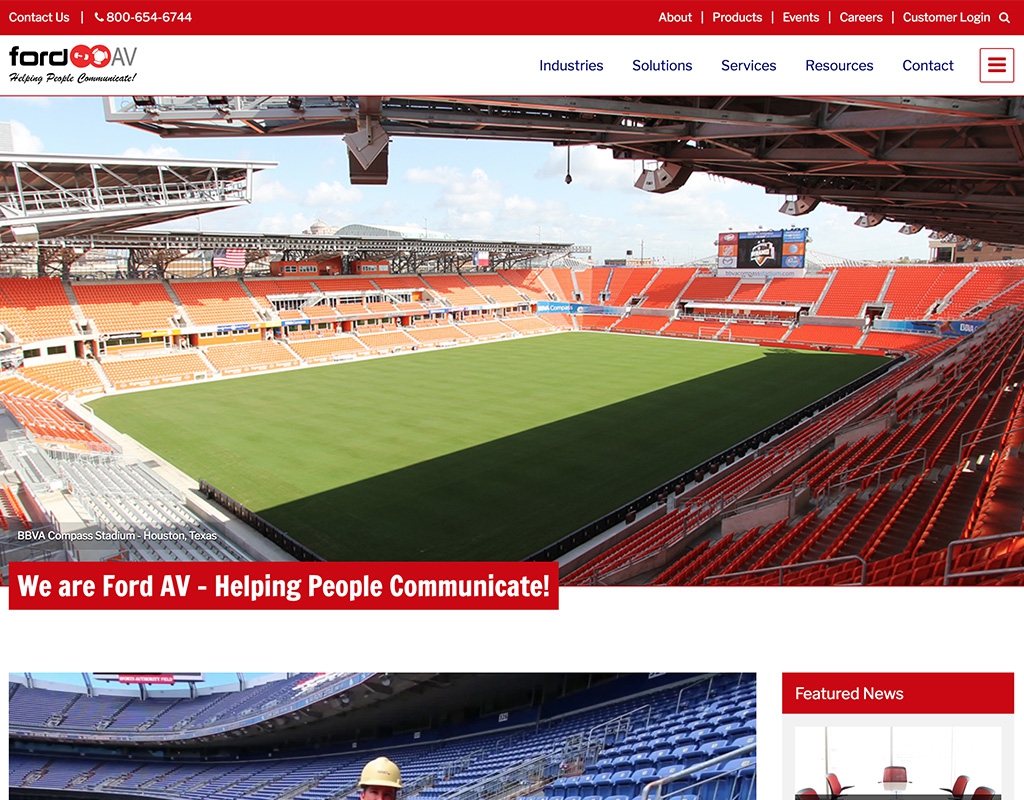 Contact Us | 800-654-6744
About | Products | Events | Careers | Customer Login
ford AV
Helping People Communicate!
Industries Solutions Services Resources Contact
BBVA Compass Stadium - Houston, Texas
We are Ford AV - Helping People Communicate!
Featured News